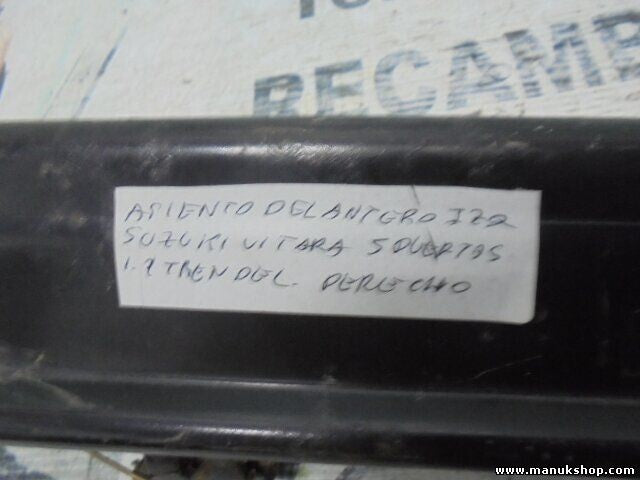 RECAMB
ASIENTO DELANTERO IZQ
SUZUKI VITARA 5 PUERTAS
1.9 TREN DEL. DERECHO
www.manukshop.com